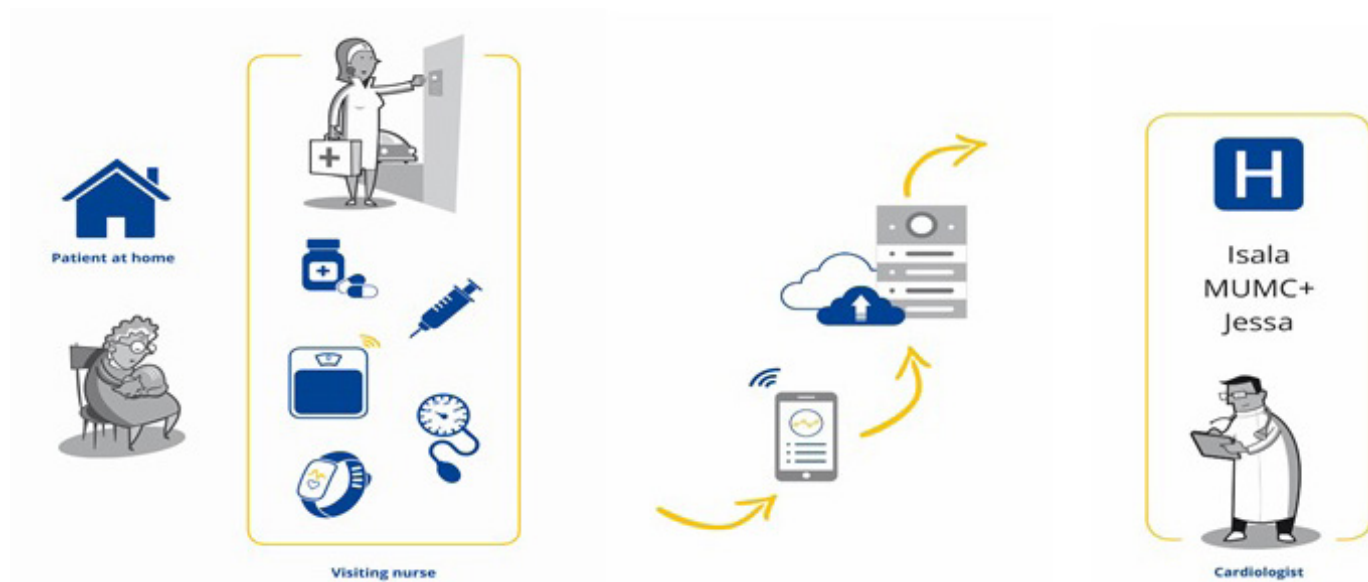 Patient at home
Visiting nurse
H
Isala
MUMC+
Jessa
Cardiologist